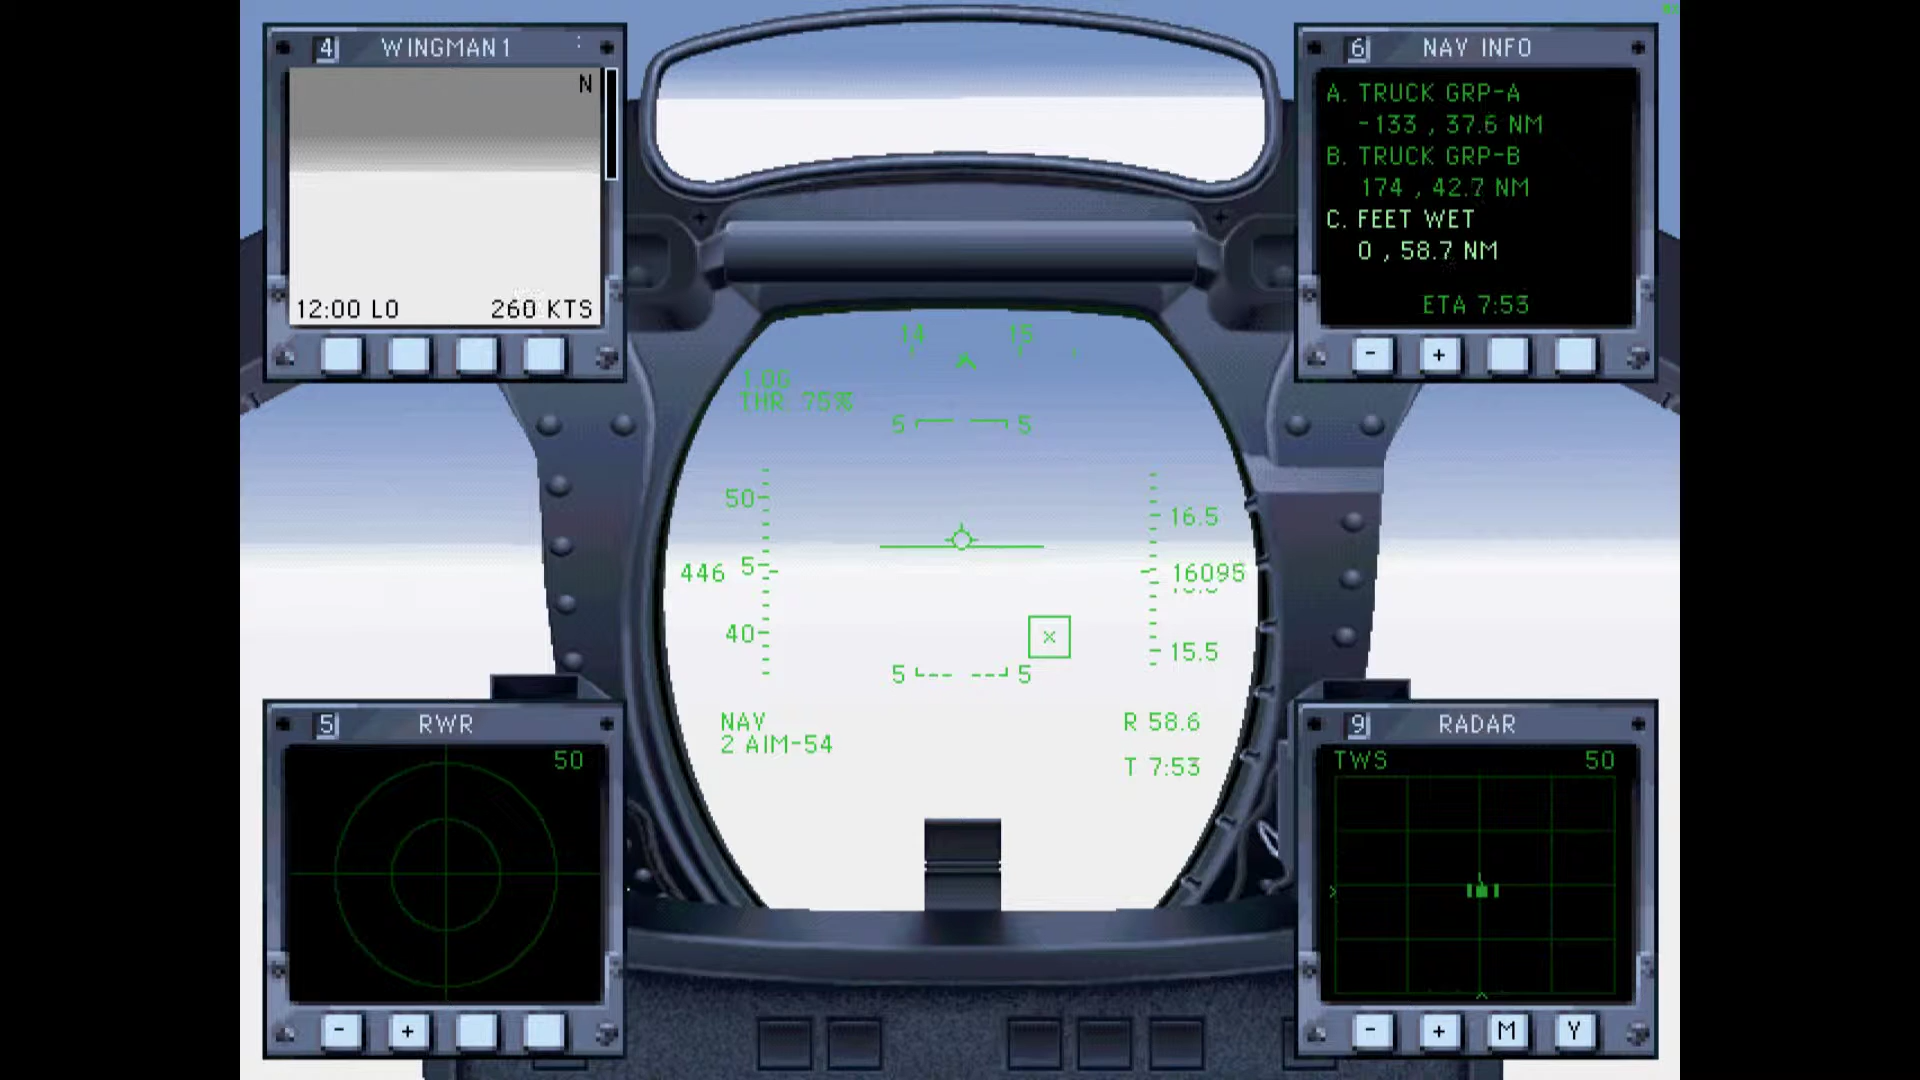 4 WINGMAN1
N
12:00 LO 260 KTS
6 NAV INFO
A. TRUCK GRP-A
-133 , 37.6 NM
B. TRUCK GRP-B
174 , 42.7 NM
C. FEET WET
0 , 58.7 NM
ETA 7:53
- +
14 15
1.0G
THR 75%
5 5
50
16.5
446 5
16095
40
15.5
5 5
NAV
2 AIM-54
R 58.6
T 7:53
5 RWR
50
- +
9 RADAR
TWS 50
- + M Y